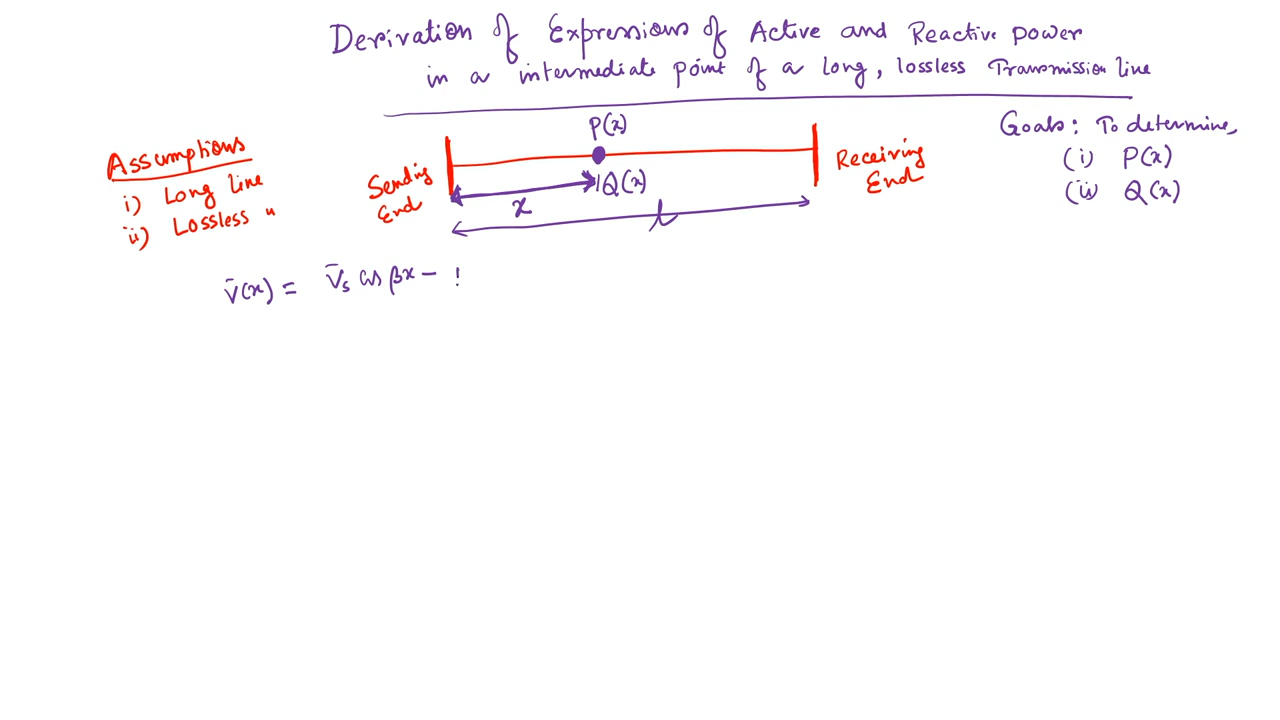 Derivation of Expressions of Active and Reactive power
in a intermediate point of a long, lossless Transmission line
Assumptions
i) Long line
ii) Lossless "
Sending
End
P(x)
Q(x)
x
l
Receiving
End
Goals: To determine,
(i) P(x)
(ii) Q(x)
V̄(x) = V̄s cos βx −